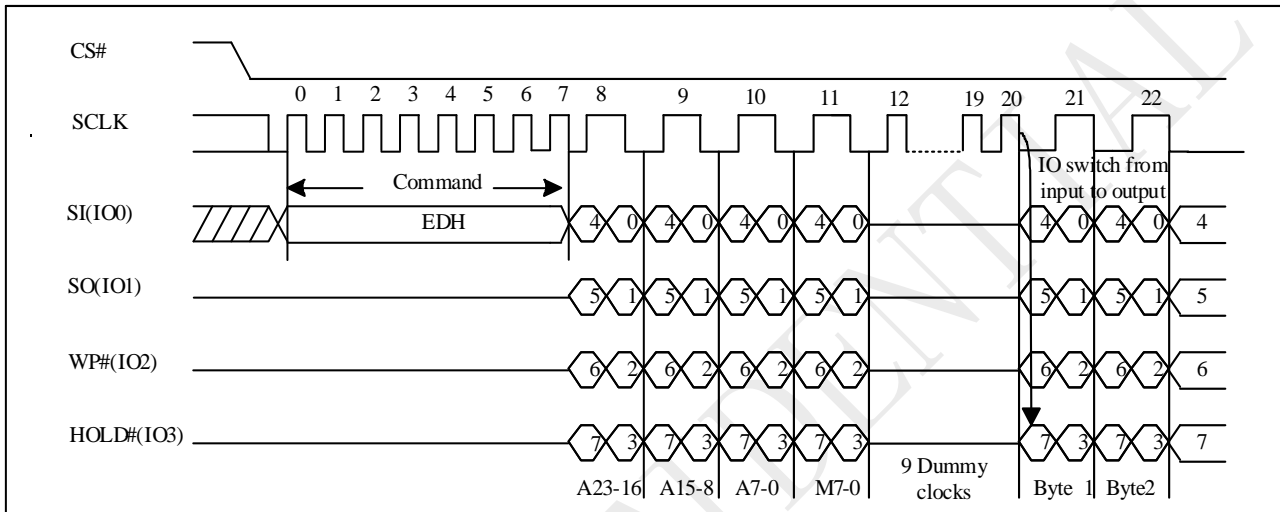 CS#
0 1 2 3 4 5 6 7 8 9 10 11 12 19 20 21 22
SCLK
IO switch from
input to output
Command
SI(IO0)
EDH
4 0 4 0 4 0 4 0 4 0 4 0 4
SO(IO1)
5 1 5 1 5 1 5 1 5 1 5 1 5
WP#(IO2)
6 2 6 2 6 2 6 2 6 2 6 2 6
HOLD#(IO3)
7 3 7 3 7 3 7 3 7 3 7 3 7
A23-16 A15-8 A7-0 M7-0
9 Dummy
clocks
Byte 1 Byte2